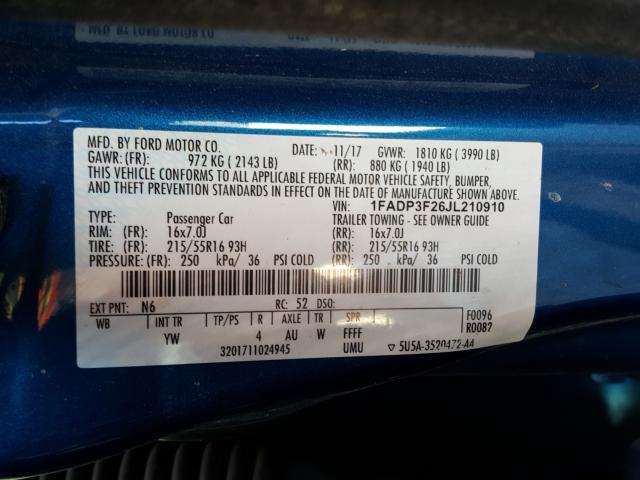 MFD. BY FORD MOTOR CO. DATE: 11/17 GVWR: 1810 KG ( 3990 LB)
GAWR: (FR): 972 KG ( 2143 LB) (RR): 880 KG ( 1940 LB)
THIS VEHICLE CONFORMS TO ALL APPLICABLE FEDERAL MOTOR VEHICLE SAFETY, BUMPER,
AND THEFT PREVENTION STANDARDS IN EFFECT ON THE DATE OF MANUFACTURE SHOWN ABOVE.
VIN: 1FADP3F26JL210910
TYPE: Passenger Car TRAILER TOWING - SEE OWNER GUIDE
RIM: (FR): 16x7.0J (RR): 16x7.0J
TIRE: (FR): 215/55R16 93H (RR): 215/55R16 93H
PRESSURE: (FR): 250 kPa/ 36 PSI COLD (RR): 250 kPa/ 36 PSI COLD
EXT PNT: N6 RC: 52 DSO: F0096
WB INT TR TP/PS R AXLE TR SPR R0082
YW 4 AU W FFFF
3201711024945 UMU ▽ 5U5A-3520472-AA